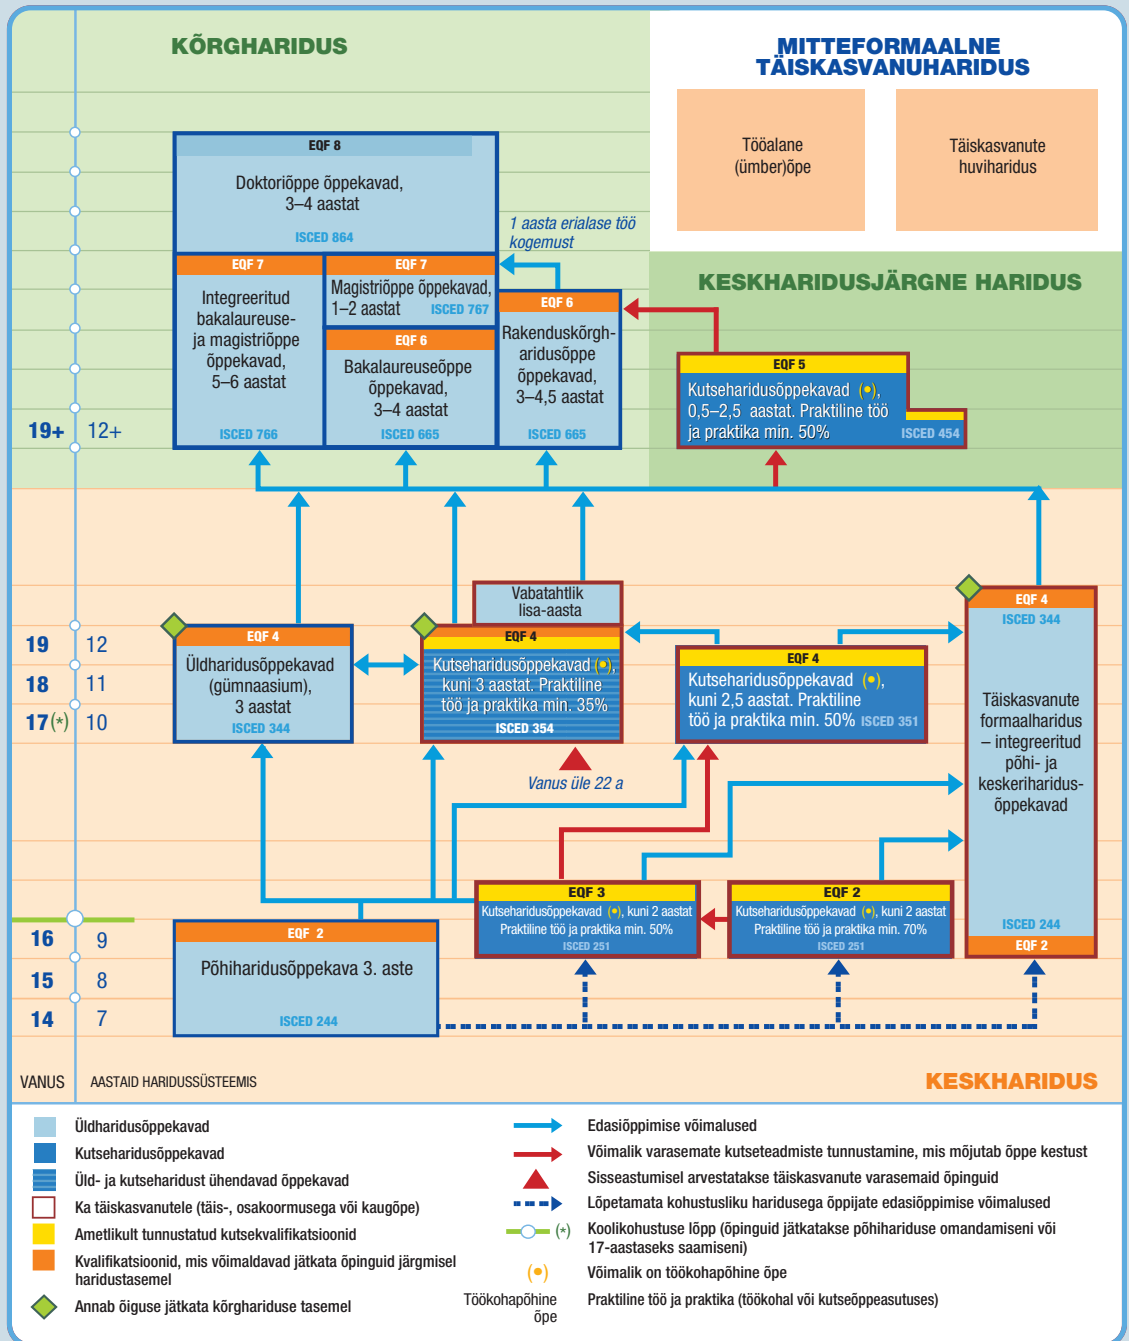 KÕRGHARIDUS
MITTEFORMAALNE
TÄISKASVANUHARIDUS
Tööalane
(ümber)õpe
Täiskasvanute
huviharidus
EQF 8
Doktoriõppe õppekavad,
3–4 aastat
ISCED 864
1 aasta erialase töö
kogemust
EQF 7
Integreeritud
bakalaureuse-
ja magistriõppe
õppekavad,
5–6 aastat
ISCED 766
EQF 7
Magistriõppe õppekavad,
1–2 aastat ISCED 767
EQF 6
Bakalaureuseõppe
õppekavad,
3–4 aastat
ISCED 665
EQF 6
Rakenduskõrgh-
aridusõppe
õppekavad,
3–4,5 aastat
ISCED 665
KESKHARIDUSJÄRGNE HARIDUS
EQF 5
Kutseharidusõppekavad (•),
0,5–2,5 aastat. Praktiline töö
ja praktika min. 50%
ISCED 454
19+ 12+
Vabatahtlik
lisa-aasta
EQF 4
Üldharidusõppekavad
(gümnaasium),
3 aastat
ISCED 344
EQF 4
Kutseharidusõppekavad (•),
kuni 3 aastat. Praktiline
töö ja praktika min. 35%
ISCED 354
Vanus üle 22 a
EQF 4
Kutseharidusõppekavad (•),
kuni 2,5 aastat. Praktiline
töö ja praktika min. 50% ISCED 351
EQF 4
ISCED 344
Täiskasvanute
formaalharidus
– integreeritud
põhi- ja
keskeriharidus-
õppekavad
ISCED 244
EQF 2
19 12
18 11
17(*) 10
EQF 3
Kutseharidusõppekavad (•), kuni 2 aastat
Praktiline töö ja praktika min. 50%
ISCED 251
EQF 2
Kutseharidusõppekavad (•), kuni 2 aastat
Praktiline töö ja praktika min. 70%
ISCED 251
EQF 2
Põhiharidusõppekava 3. aste
ISCED 244
16 9
15 8
14 7
VANUS AASTAID HARIDUSSÜSTEEMIS
KESKHARIDUS
Üldharidusõppekavad
Kutseharidusõppekavad
Üld- ja kutseharidust ühendavad õppekavad
Ka täiskasvanutele (täis-, osakoormusega või kaugõpe)
Ametlikult tunnustatud kutsekvalifikatsioonid
Kvalifikatsioonid, mis võimaldavad jätkata õpinguid järgmisel
haridustasemel
Annab õiguse jätkata kõrghariduse tasemel
Edasiõppimise võimalused
Võimalik varasemate kutseteadmiste tunnustamine, mis mõjutab õppe kestust
Sisseastumisel arvestatakse täiskasvanute varasemaid õpinguid
Lõpetamata kohustusliku haridusega õppijate edasiõppimise võimalused
(*) Koolikohustuse lõpp (õpinguid jätkatakse põhihariduse omandamiseni või
17-aastaseks saamiseni)
(•) Võimalik on töökohapõhine õpe
Töökohapõhine
õpe
Praktiline töö ja praktika (töökohal või kutseõppeasutuses)